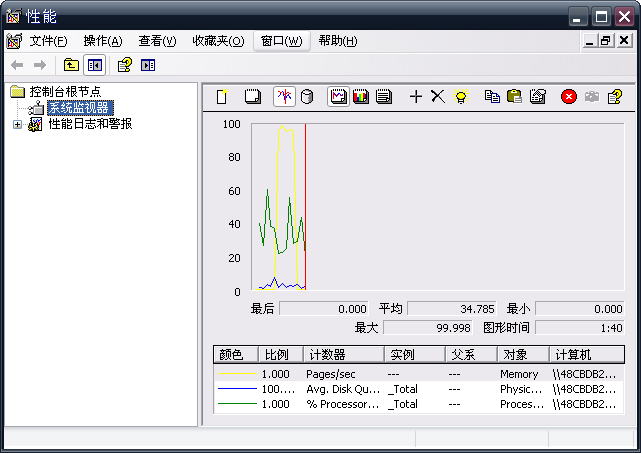 性能
文件(F) 操作(A) 查看(V) 收藏夹(O) 窗口(W) 帮助(H)
控制台根节点
系统监视器
性能日志和警报
100
80
60
40
20
0
最后 0.000 平均 34.785 最小 0.000
最大 99.998 图形时间 1:40
颜色 比例 计数器 实例 父系 对象 计算机
1.000 Pages/sec --- --- Memory \\48CBDB2...
100.... Avg. Disk Qu... _Total --- Physic... \\48CBDB2...
1.000 % Processor... _Total --- Proces... \\48CBDB2...